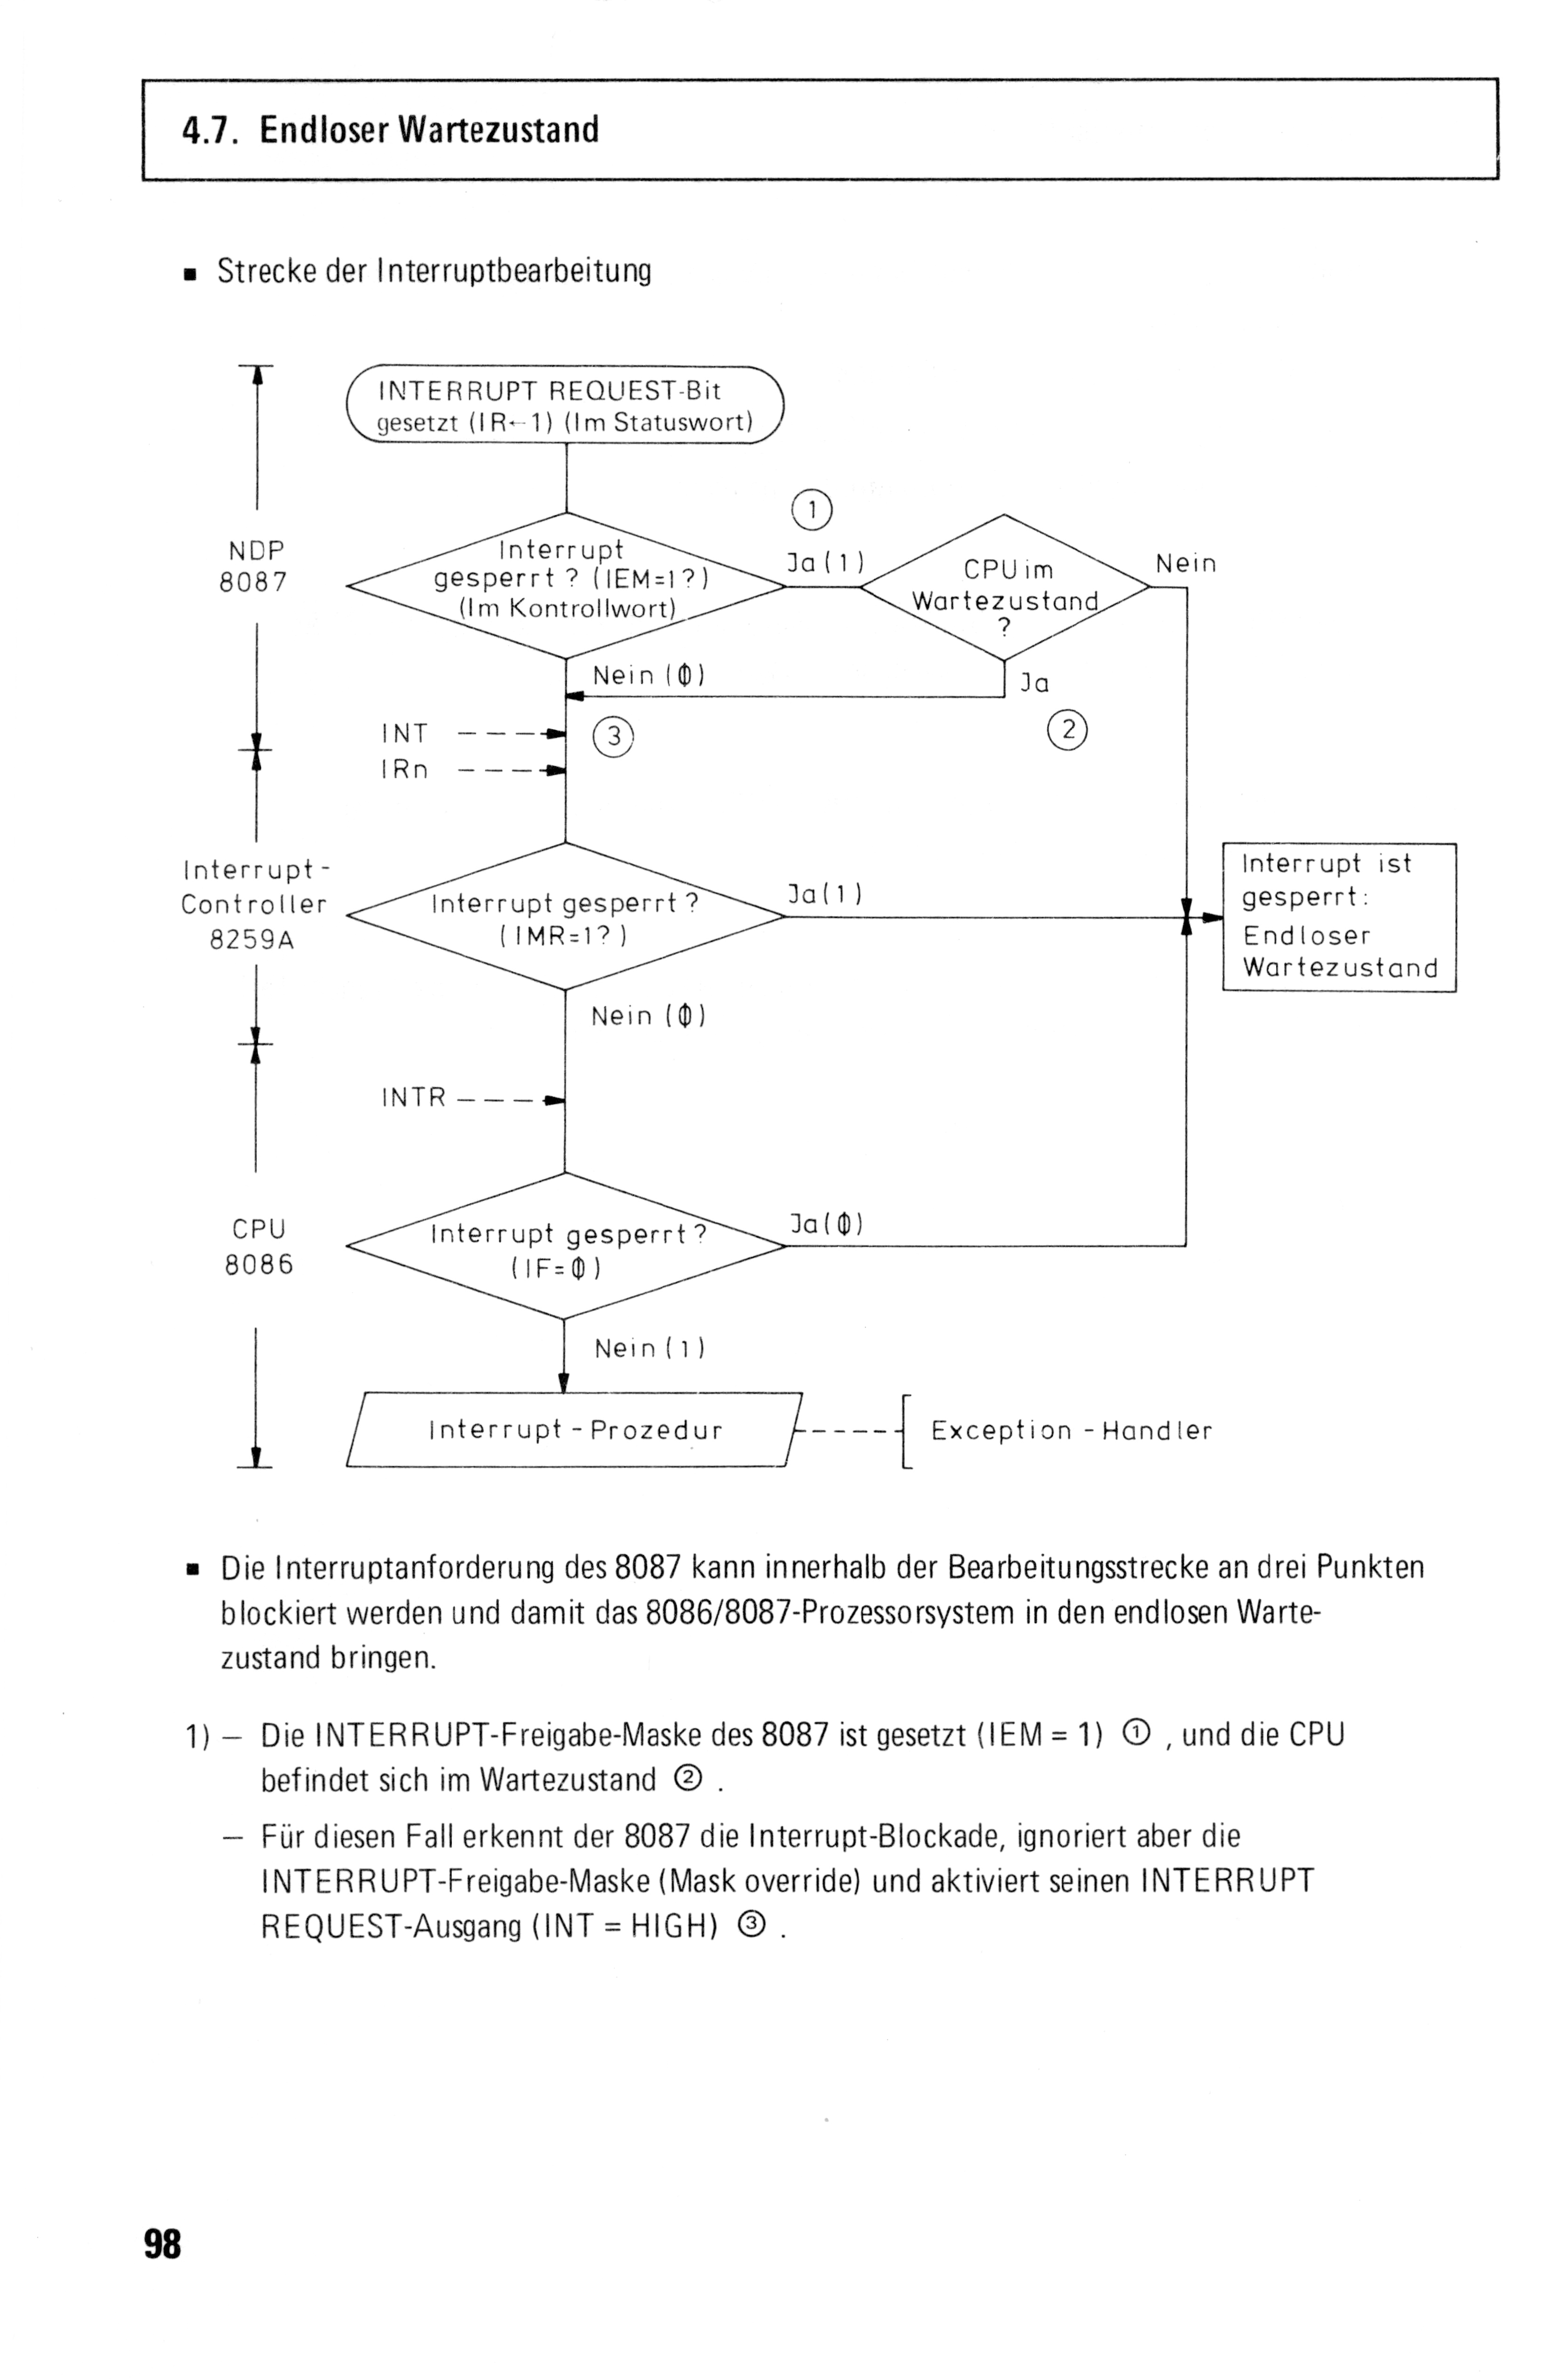 4.7. Endloser Wartezustand
▪ Strecke der Interruptbearbeitung
INTERRUPT REQUEST-Bit
gesetzt (IR←1) (Im Statuswort)
①
NDP
8087
Interrupt
gesperrt ? (IEM=1?)
(Im Kontrollwort)
Ja (1)
CPU im
Wartezustand
?
Nein
Nein (0)
Ja
INT
③
②
IRn
Interrupt-
Controller
8259A
Interrupt gesperrt ?
(IMR=1?)
Ja (1)
Interrupt ist
gesperrt:
Endloser
Wartezustand
Nein (0)
INTR
CPU
8086
Interrupt gesperrt ?
(IF=0)
Ja (0)
Nein (1)
Interrupt-Prozedur
Exception-Handler
▪ Die Interruptanforderung des 8087 kann innerhalb der Bearbeitungsstrecke an drei Punkten
blockiert werden und damit das 8086/8087-Prozessorsystem in den endlosen Warte-
zustand bringen.
1) – Die INTERRUPT-Freigabe-Maske des 8087 ist gesetzt (IEM = 1) ① , und die CPU
befindet sich im Wartezustand ② .
– Für diesen Fall erkennt der 8087 die Interrupt-Blockade, ignoriert aber die
INTERRUPT-Freigabe-Maske (Mask override) und aktiviert seinen INTERRUPT
REQUEST-Ausgang (INT = HIGH) ③ .
98